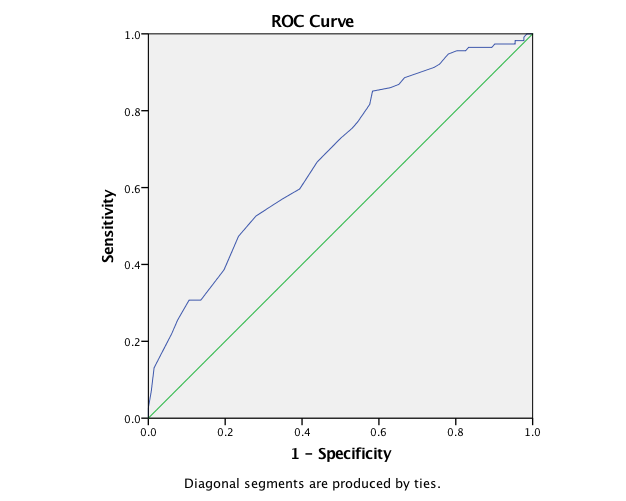 ROC Curve
1.0
0.8
0.6
0.4
0.2
0.0
Sensitivity
0.0 0.2 0.4 0.6 0.8 1.0
1 – Specificity
Diagonal segments are produced by ties.